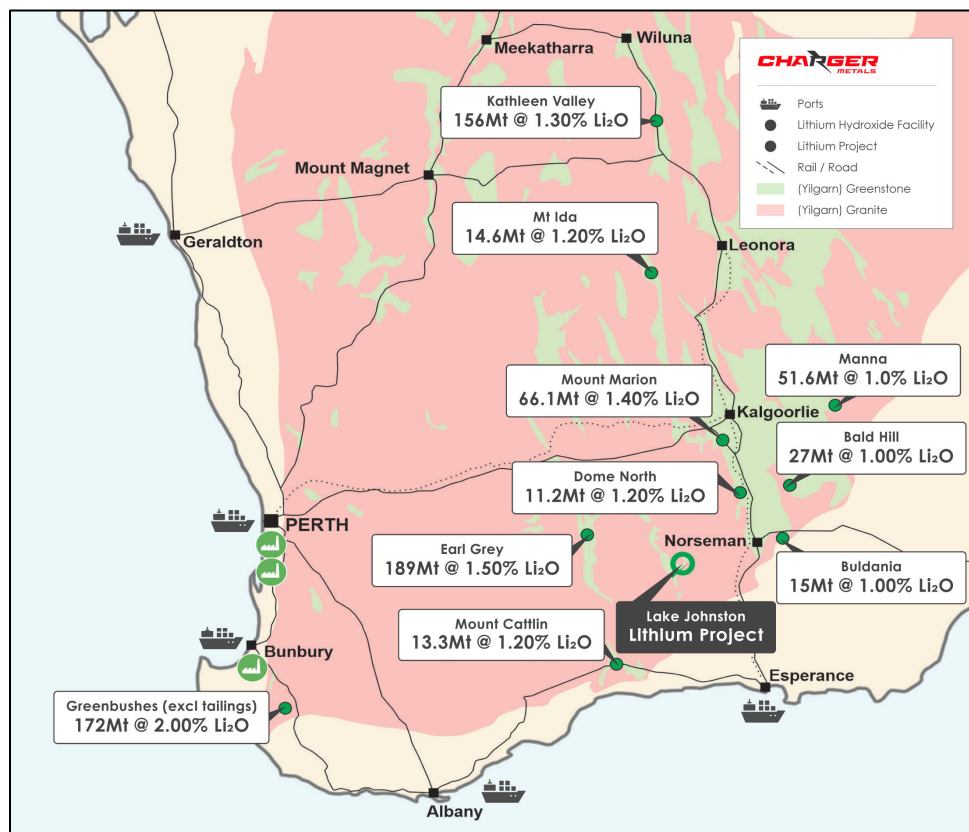 Meekatharra
Wiluna
CHARGER
METALS
Ports
Lithium Hydroxide Facility
Lithium Project
Rail / Road
(Yilgarn) Greenstone
(Yilgarn) Granite
Kathleen Valley
156Mt @ 1.30% Li₂O
Mount Magnet
Mt Ida
14.6Mt @ 1.20% Li₂O
Geraldton
Leonora
Manna
51.6Mt @ 1.0% Li₂O
Mount Marion
66.1Mt @ 1.40% Li₂O
Kalgoorlie
Bald Hill
27Mt @ 1.00% Li₂O
Dome North
11.2Mt @ 1.20% Li₂O
PERTH
Earl Grey
189Mt @ 1.50% Li₂O
Norseman
Buldania
15Mt @ 1.00% Li₂O
Lake Johnston
Lithium Project
Mount Cattlin
13.3Mt @ 1.20% Li₂O
Bunbury
Esperance
Greenbushes (excl tailings)
172Mt @ 2.00% Li₂O
Albany